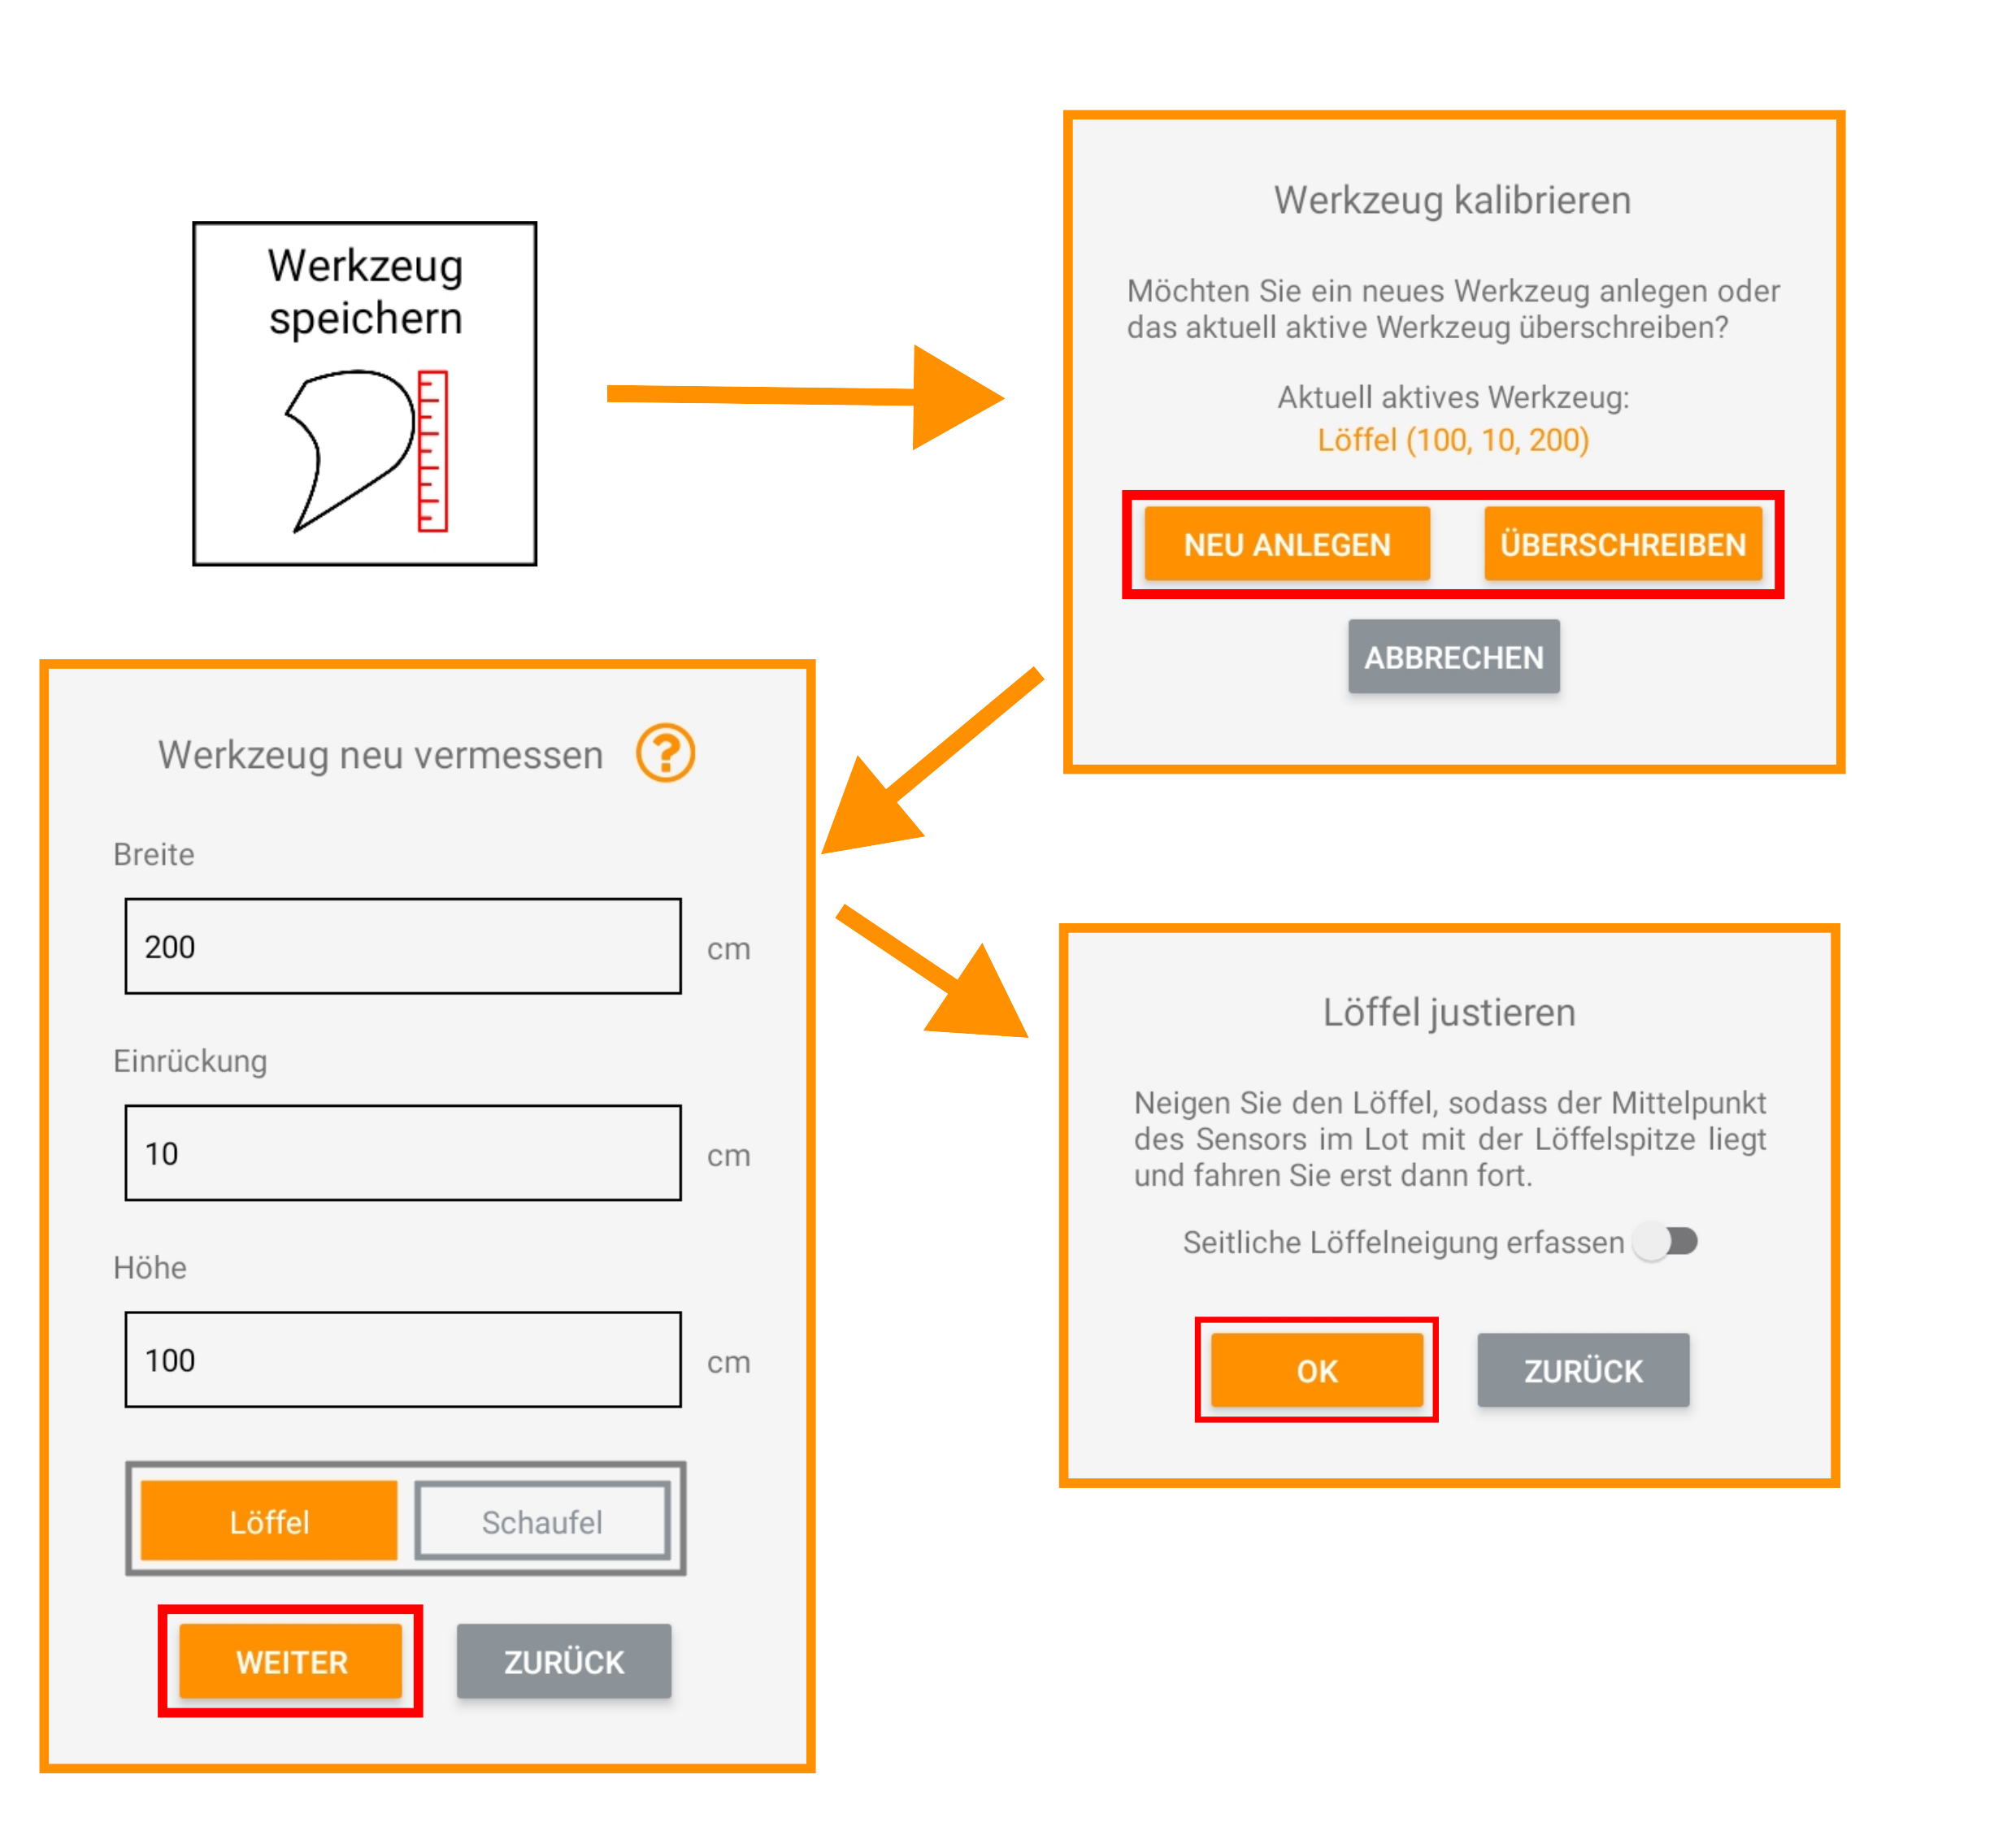 Werkzeug
speichern
Werkzeug kalibrieren
Möchten Sie ein neues Werkzeug anlegen oder
das aktuell aktive Werkzeug überschreiben?
Aktuell aktives Werkzeug:
Löffel (100, 10, 200)
NEU ANLEGEN
ÜBERSCHREIBEN
ABBRECHEN
Werkzeug neu vermessen ?
Breite
200 cm
Einrückung
10 cm
Höhe
100 cm
Löffel
Schaufel
WEITER
ZURÜCK
Löffel justieren
Neigen Sie den Löffel, sodass der Mittelpunkt
des Sensors im Lot mit der Löffelspitze liegt
und fahren Sie erst dann fort.
Seitliche Löffelneigung erfassen
OK
ZURÜCK